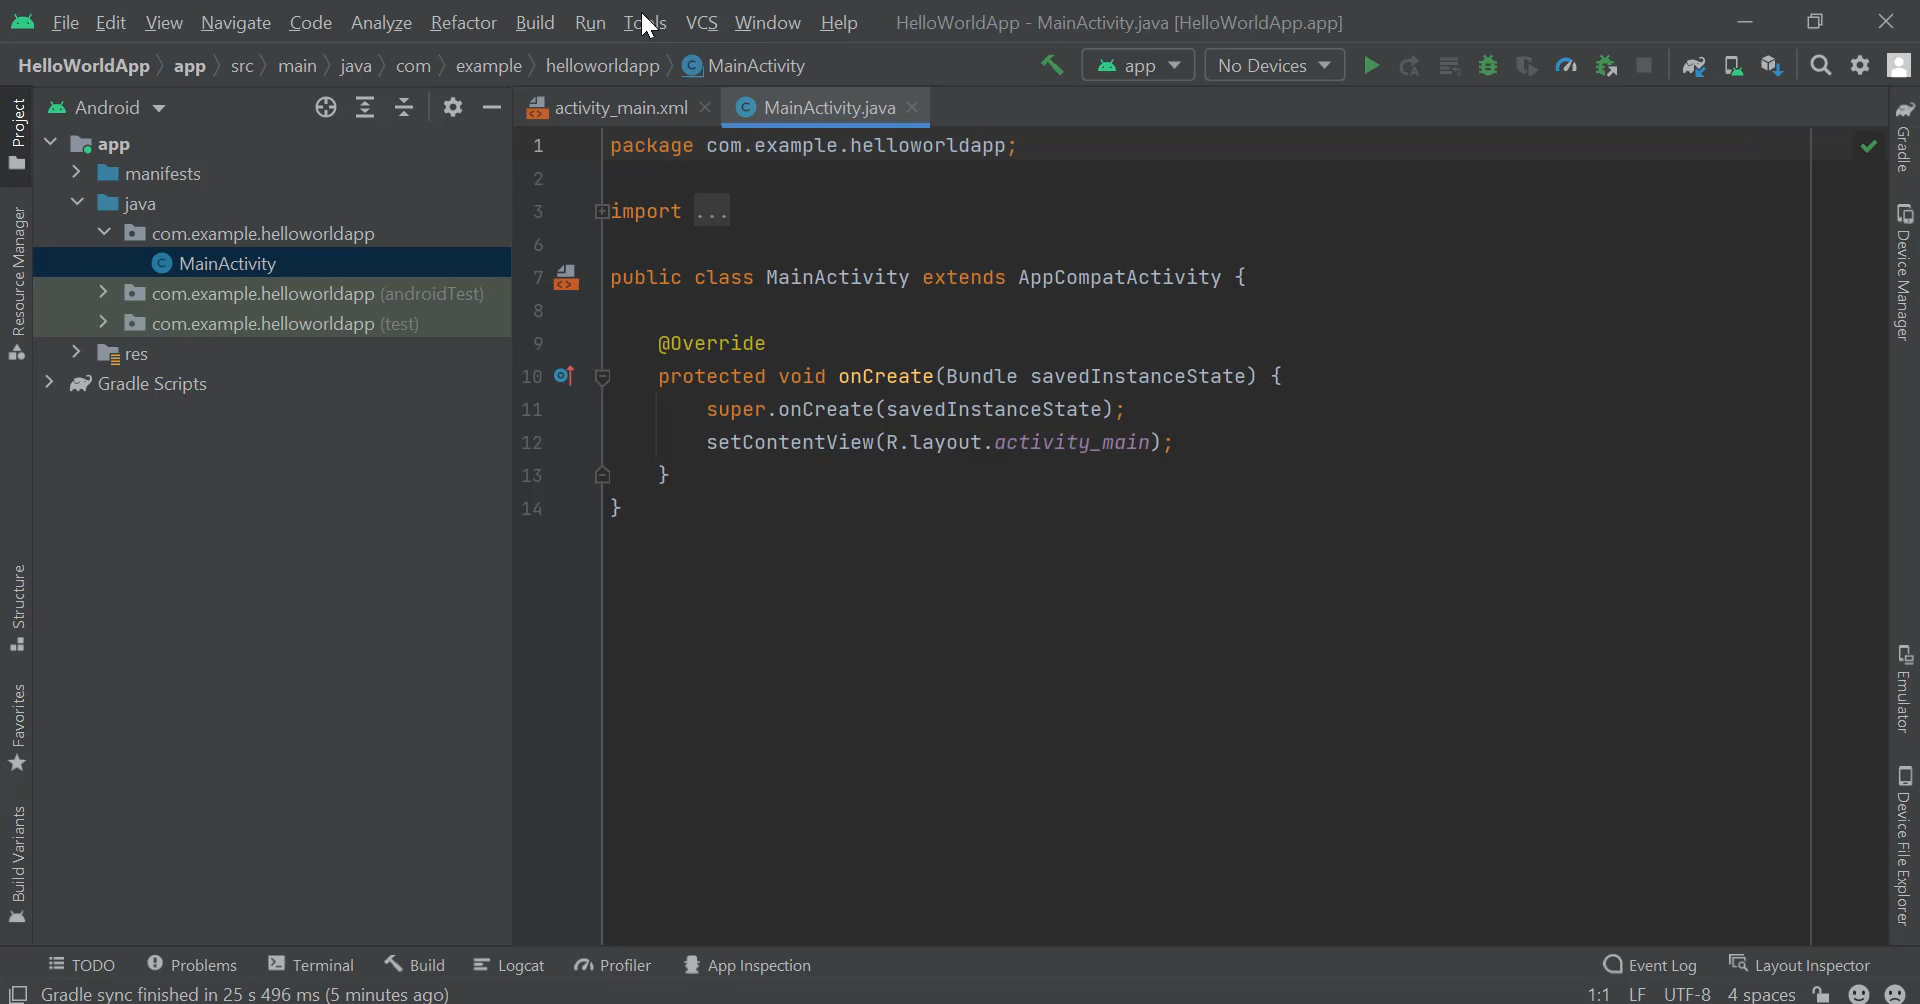 File Edit View Navigate Code Analyze Refactor Build Run Tools VCS Window Help HelloWorldApp - MainActivity.java [HelloWorldApp.app]
HelloWorldApp app src main java com example helloworldapp MainActivity app No Devices
Project
Resource Manager
Structure
Favorites
Build Variants
Android
app
manifests
java
com.example.helloworldapp
MainActivity
com.example.helloworldapp (androidTest)
com.example.helloworldapp (test)
res
Gradle Scripts
activity_main.xml MainActivity.java
1 package com.example.helloworldapp;
2
3 import ...
6
7 public class MainActivity extends AppCompatActivity {
8
9 @Override
10 protected void onCreate(Bundle savedInstanceState) {
11 super.onCreate(savedInstanceState);
12 setContentView(R.layout.activity_main);
13 }
14 }
Gradle
Device Manager
Emulator
Device File Explorer
TODO Problems Terminal Build Logcat Profiler App Inspection Event Log Layout Inspector
Gradle sync finished in 25 s 496 ms (5 minutes ago) 1:1 LF UTF-8 4 spaces